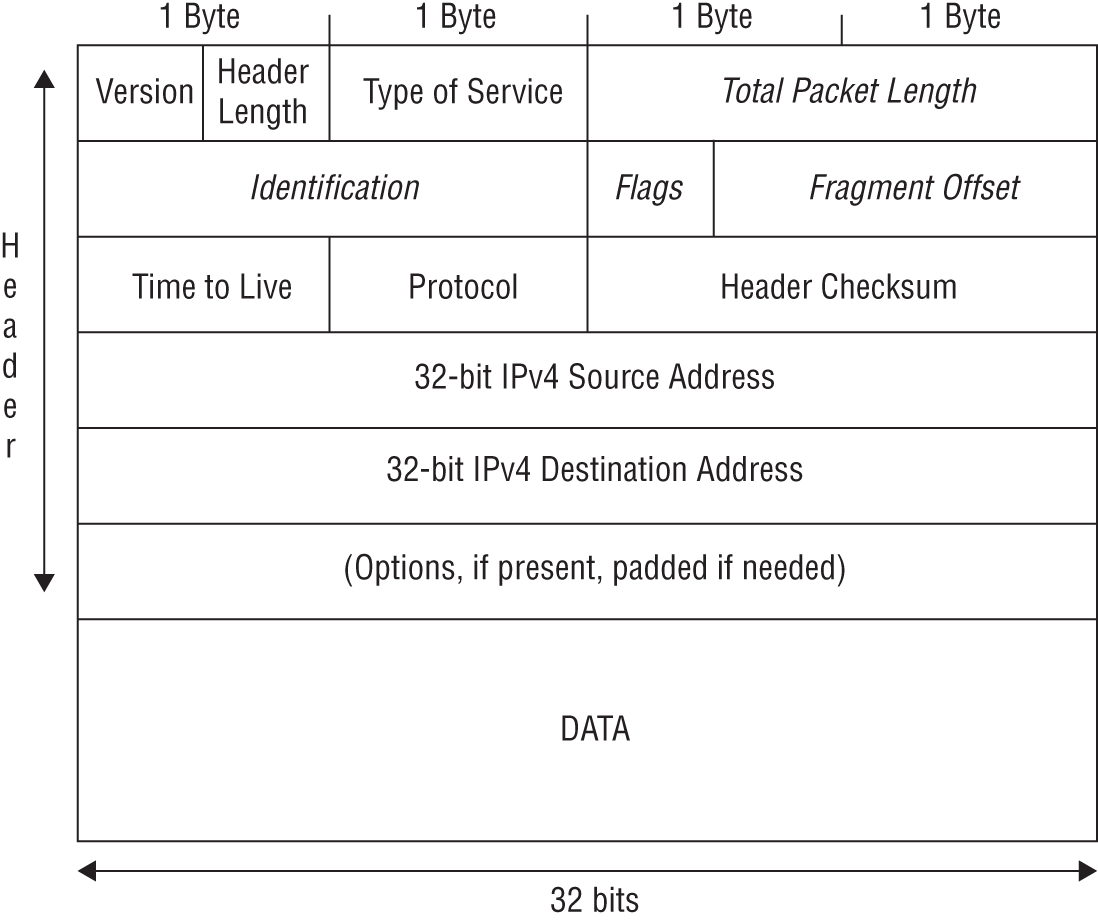 1 Byte 1 Byte 1 Byte 1 Byte
Version Header Length Type of Service Total Packet Length
Identification Flags Fragment Offset
Time to Live Protocol Header Checksum
32-bit IPv4 Source Address
32-bit IPv4 Destination Address
(Options, if present, padded if needed)
DATA
Header
32 bits